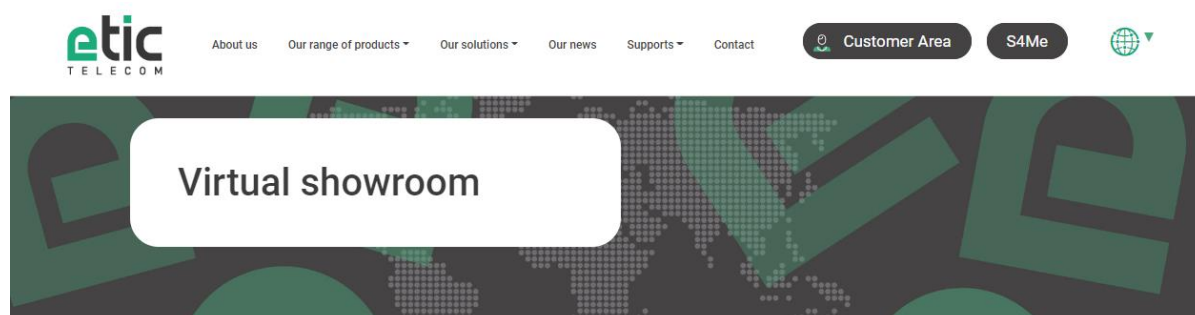 etic
TELECOM
About us Our range of products Our solutions Our news Supports Contact Customer Area S4Me
Virtual showroom